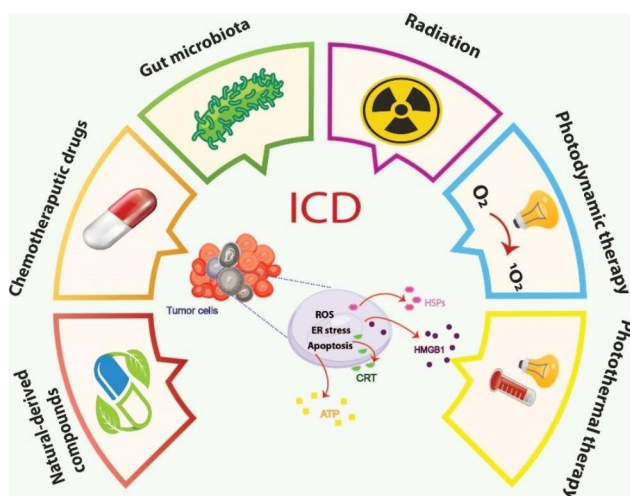 Gut microbiota
Radiation
Chemotheraputic drugs
Photodynamic therapy
Natural-derived
compounds
Photothermal therapy
ICD
O₂
¹O₂
Tumor cells
ROS
ER stress
Apoptosis
HSPs
HMGB1
CRT
ATP